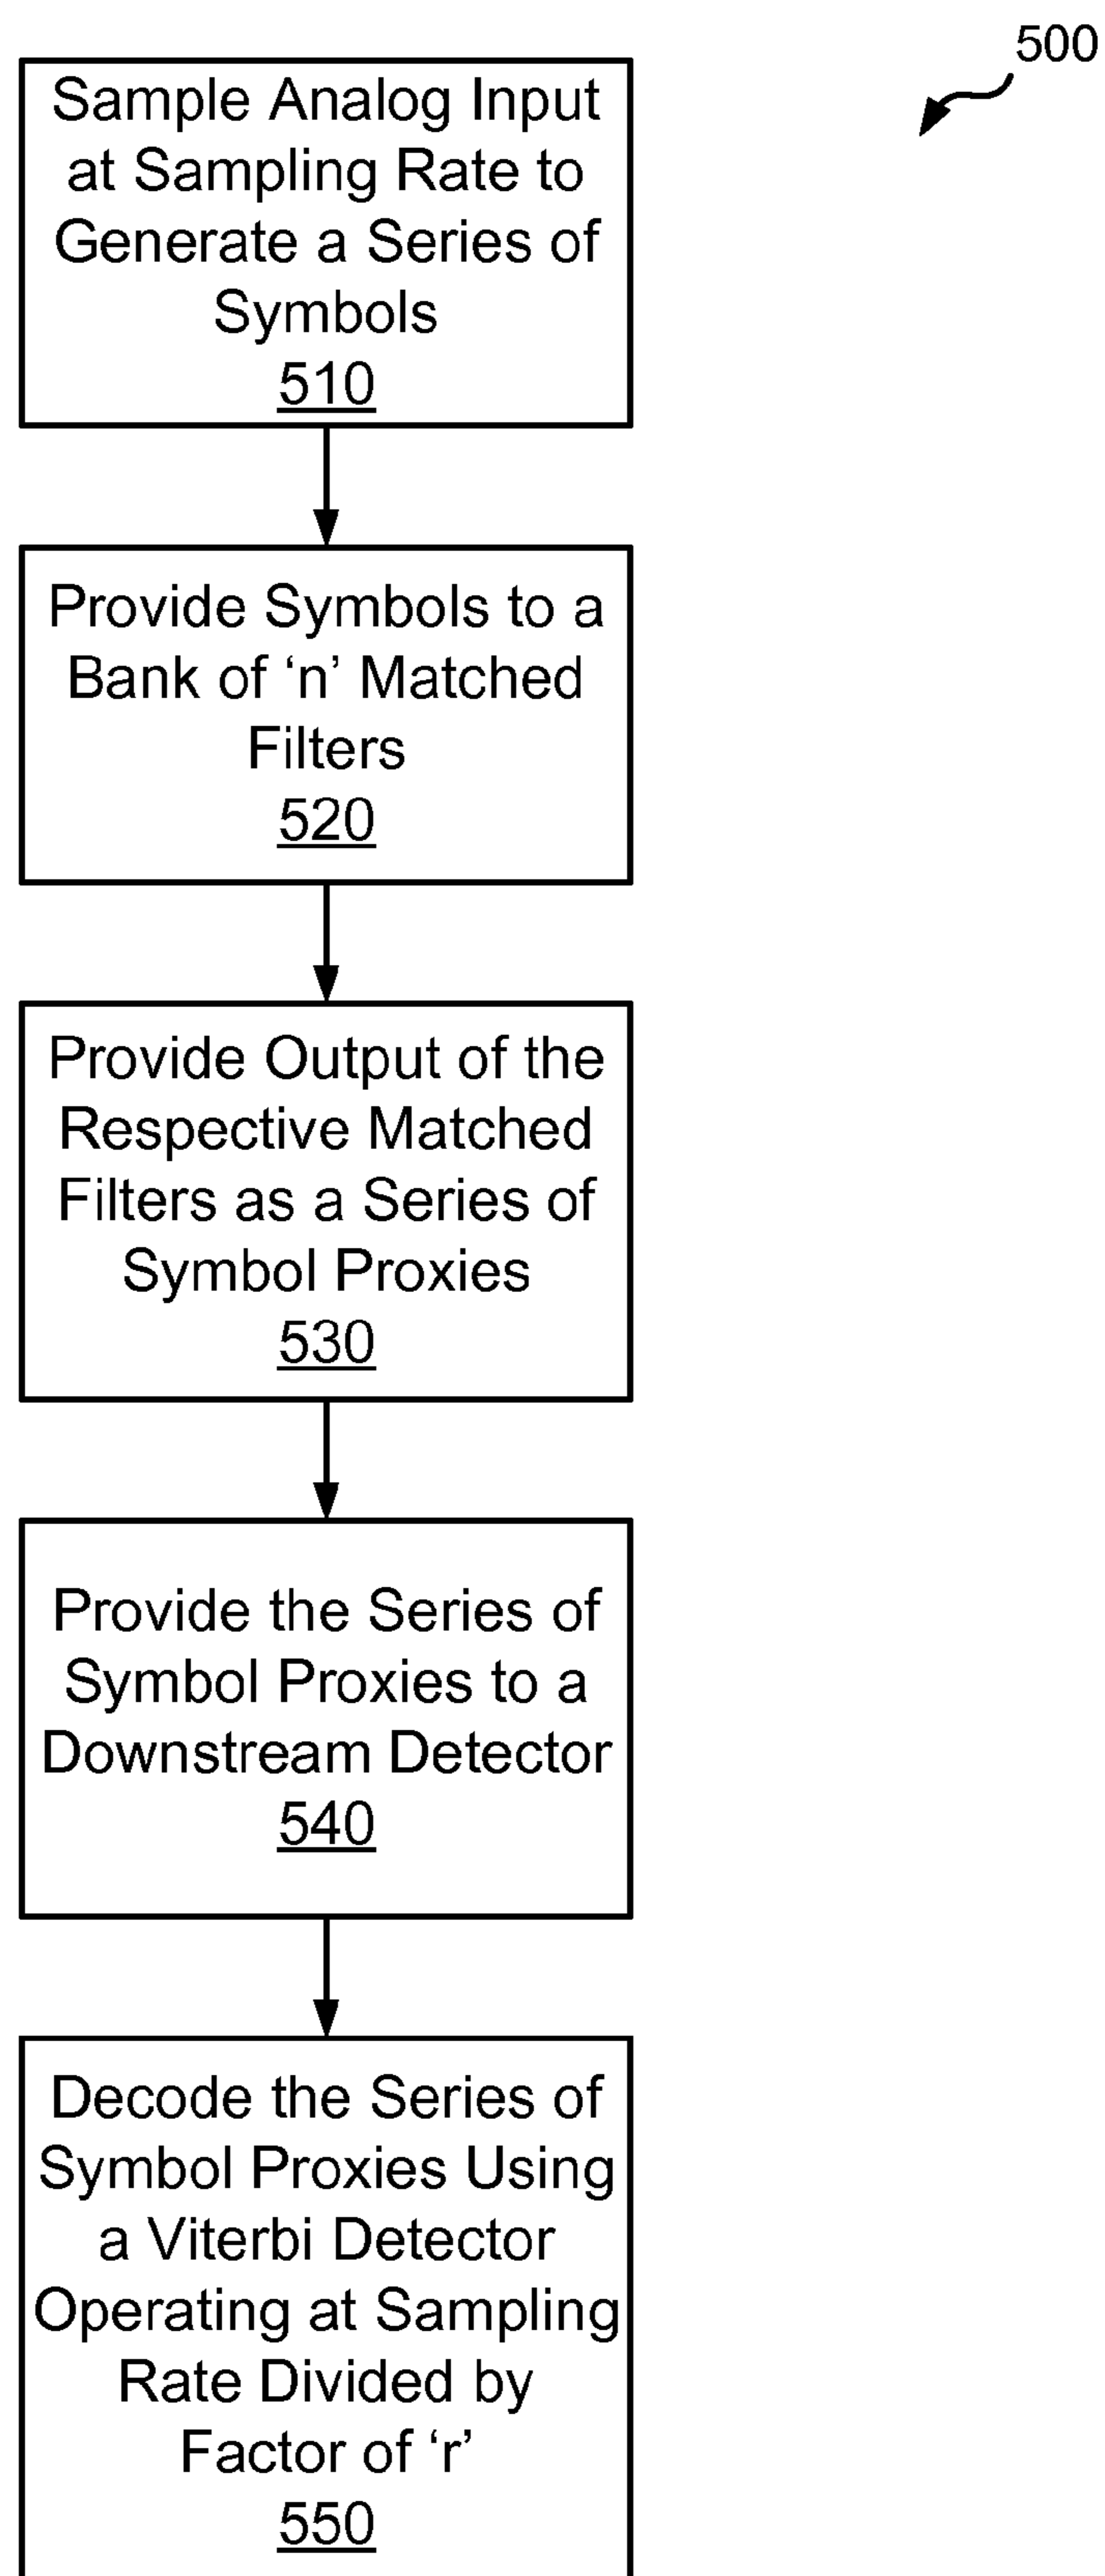 500
Sample Analog Input
at Sampling Rate to
Generate a Series of
Symbols
510
Provide Symbols to a
Bank of ‘n’ Matched
Filters
520
Provide Output of the
Respective Matched
Filters as a Series of
Symbol Proxies
530
Provide the Series of
Symbol Proxies to a
Downstream Detector
540
Decode the Series of
Symbol Proxies Using
a Viterbi Detector
Operating at Sampling
Rate Divided by
Factor of ‘r’
550